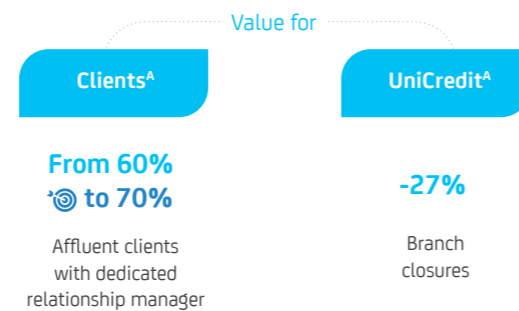 Value for
Clientsᴬ
UniCreditᴬ
From 60%
to 70%
-27%
Affluent clients
with dedicated
relationship manager
Branch
closures